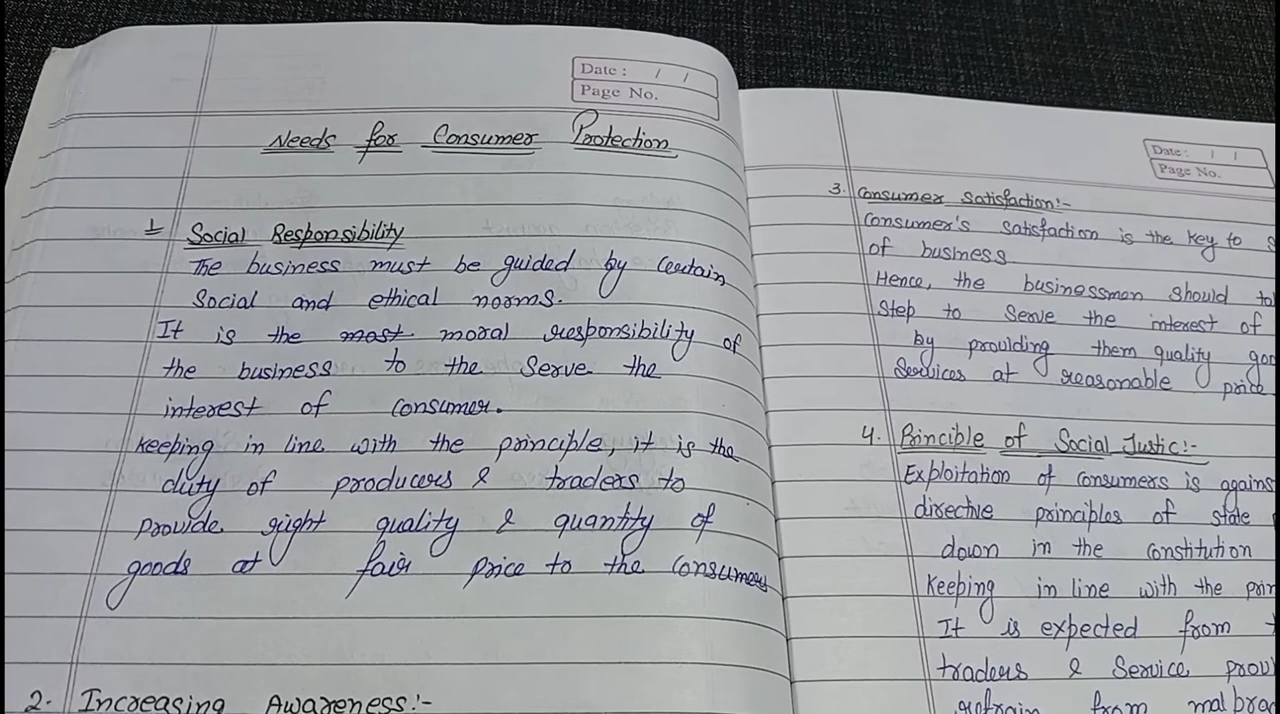 Date : / /
Page No.
Needs for Consumer Protection
1 Social Responsibility
The business must be guided by certain
Social and ethical norms.
It is the most moral responsibility of
the business to the Serve the
interest of consumer.
keeping in line with the principle, it is the
duty of producers & traders to
provide right quality & quantity of
goods at fair price to the consumers
2. Increasing Awareness:-
Date : / /
Page No.
3. Consumer Satisfaction:-
Consumer's satisfaction is the key to s
of business
Hence, the businessmen should
Step to Serve the interest of
by proulding them quality
Services at reasonable price
4. Principle of Social Justic:-
Exploitation of consumers is agains
directive principles of state
down in the constitution
Keeping in line with the prin
It is expected from
traders & Service prov
refrain from